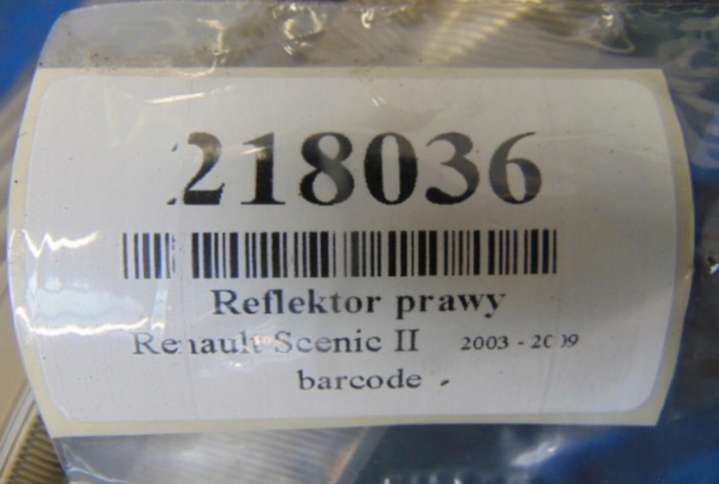 218036
Reflektor prawy
Renault Scenic II 2003 - 2009
barcode -